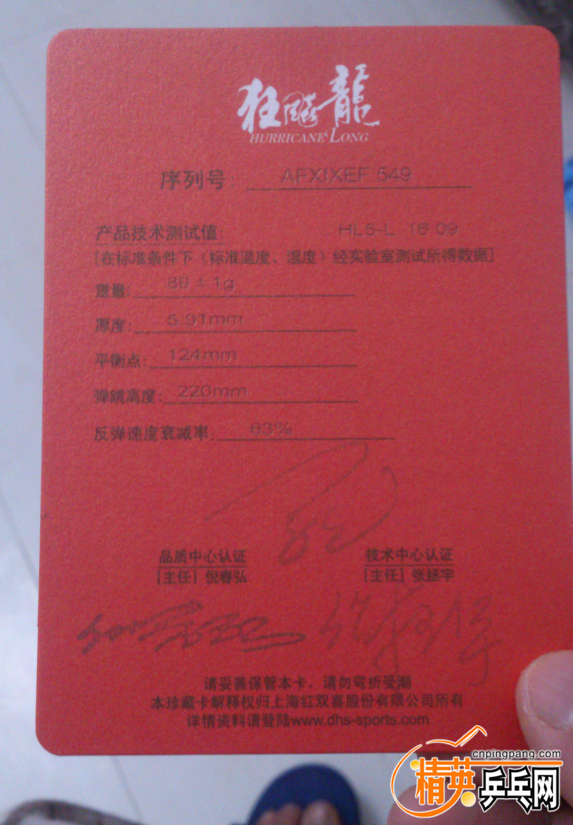 狂飚龍
HURRICANE LONG
序列号： AFXIXEF 549
产品技术测试值： HL5-L 16.09
[在标准条件下（标准温度、湿度）经实验室测试所得数据]
重量： 89 ± 1g
厚度： 5.91mm
平衡点： 124mm
弹跳高度： 220mm
反弹速度衰减率： 63%
品质中心认证 技术中心认证
[主任] 倪春弘 [主任] 张扬宇
请妥善保管本卡，请勿弯折受潮
本珍藏卡解释权归上海红双喜股份有限公司所有
详情资料请登陆www.dhs-sports.com
cnpingpang.com
精英乒乓网